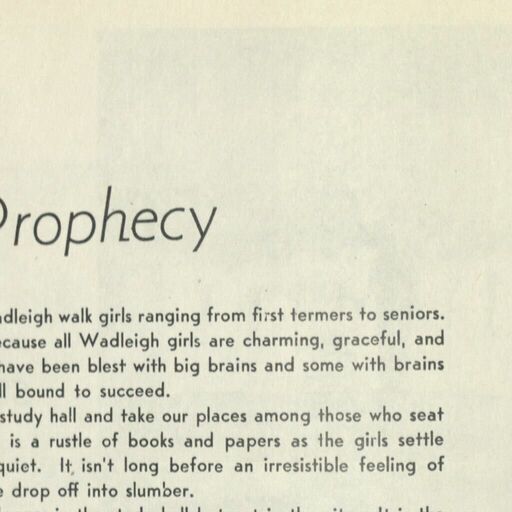 Prophecy
adleigh walk girls ranging from first termers to seniors.
cause all Wadleigh girls are charming, graceful, and
have been blest with big brains and some with brains
ll bound to succeed.
study hall and take our places among those who seat
is a rustle of books and papers as the girls settle
quiet. It isn't long before an irresistible feeling of
e drop off into slumber.